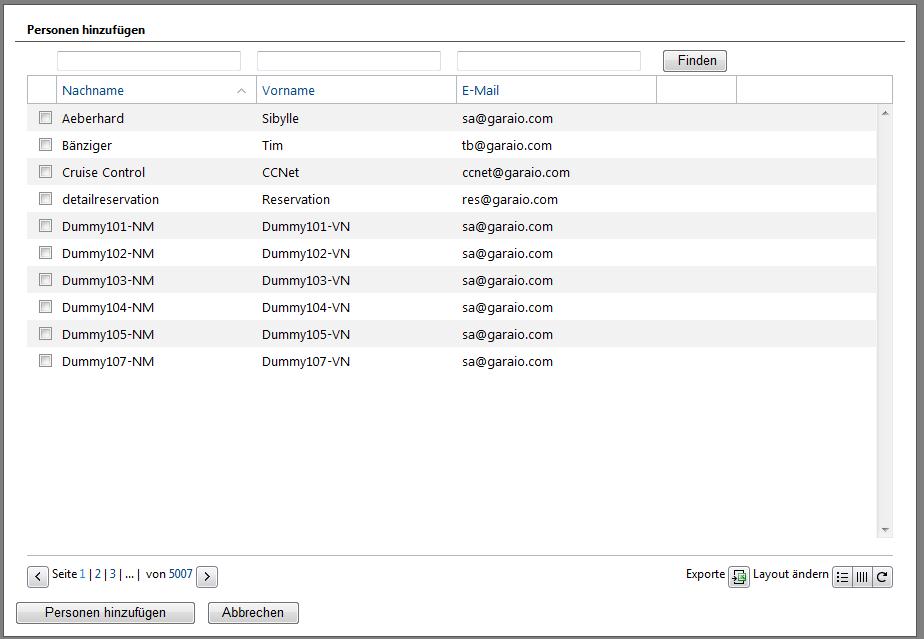 Personen hinzufügen
Finden
Nachname Vorname E-Mail
Aeberhard Sibylle sa@garaio.com
Bänziger Tim tb@garaio.com
Cruise Control CCNet ccnet@garaio.com
detailreservation Reservation res@garaio.com
Dummy101-NM Dummy101-VN sa@garaio.com
Dummy102-NM Dummy102-VN sa@garaio.com
Dummy103-NM Dummy103-VN sa@garaio.com
Dummy104-NM Dummy104-VN sa@garaio.com
Dummy105-NM Dummy105-VN sa@garaio.com
Dummy107-NM Dummy107-VN sa@garaio.com
Seite 1 | 2 | 3 | ... | von 5007 Exporte Layout ändern
Personen hinzufügen Abbrechen